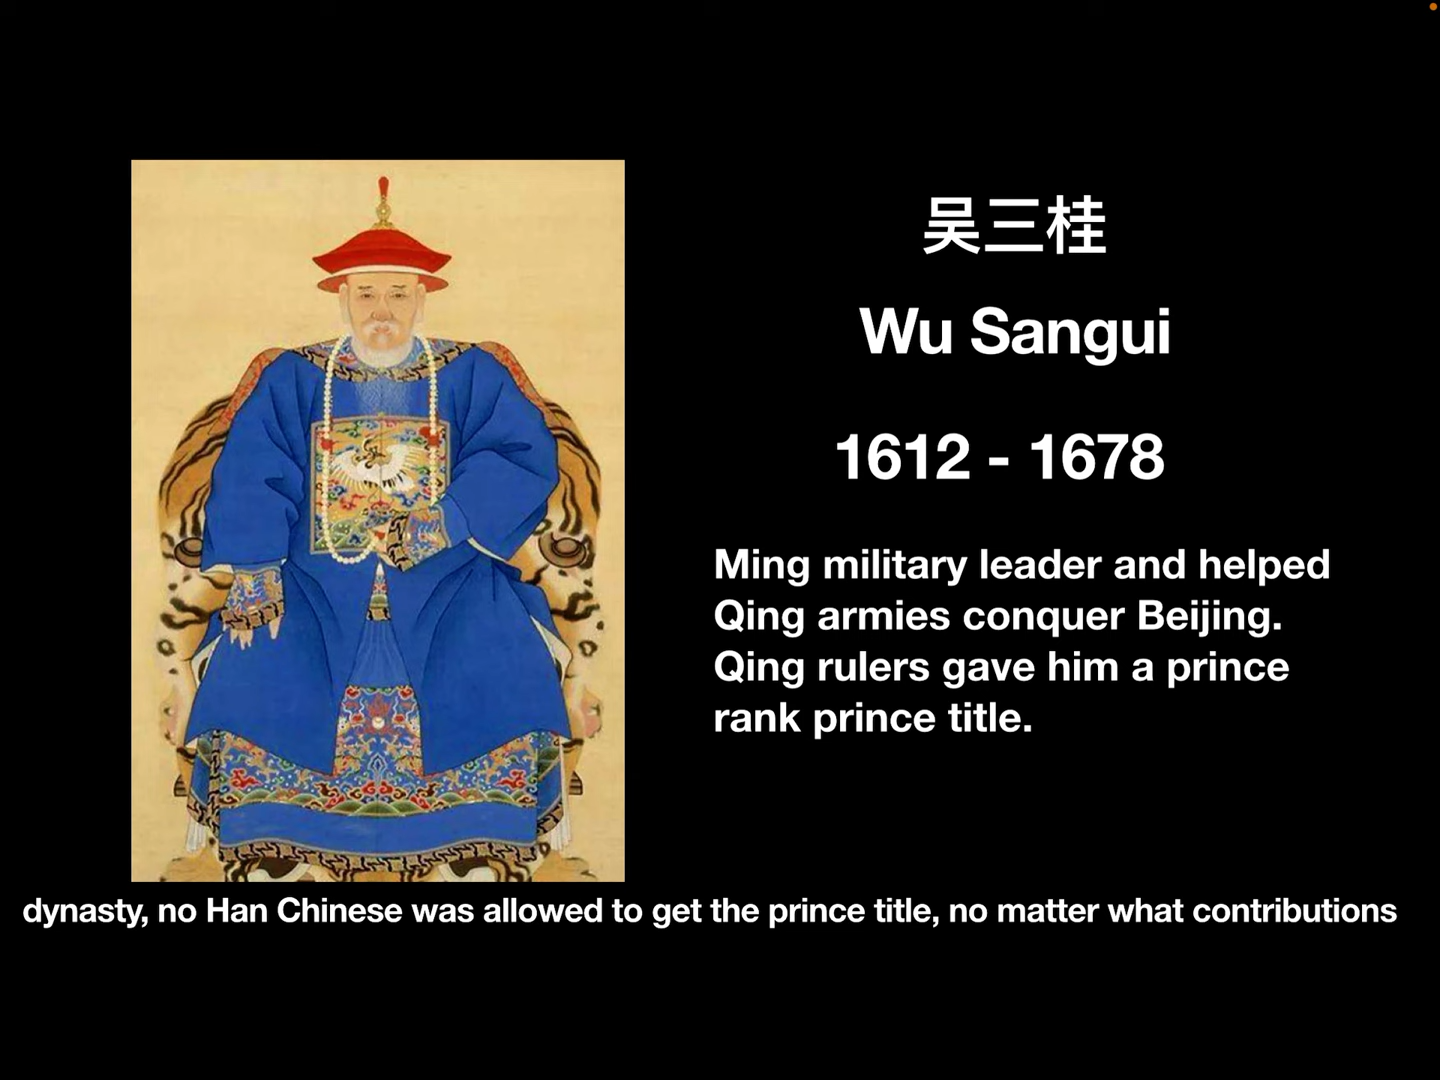 吴三桂
Wu Sangui
1612 - 1678
Ming military leader and helped
Qing armies conquer Beijing.
Qing rulers gave him a prince
rank prince title.
dynasty, no Han Chinese was allowed to get the prince title, no matter what contributions